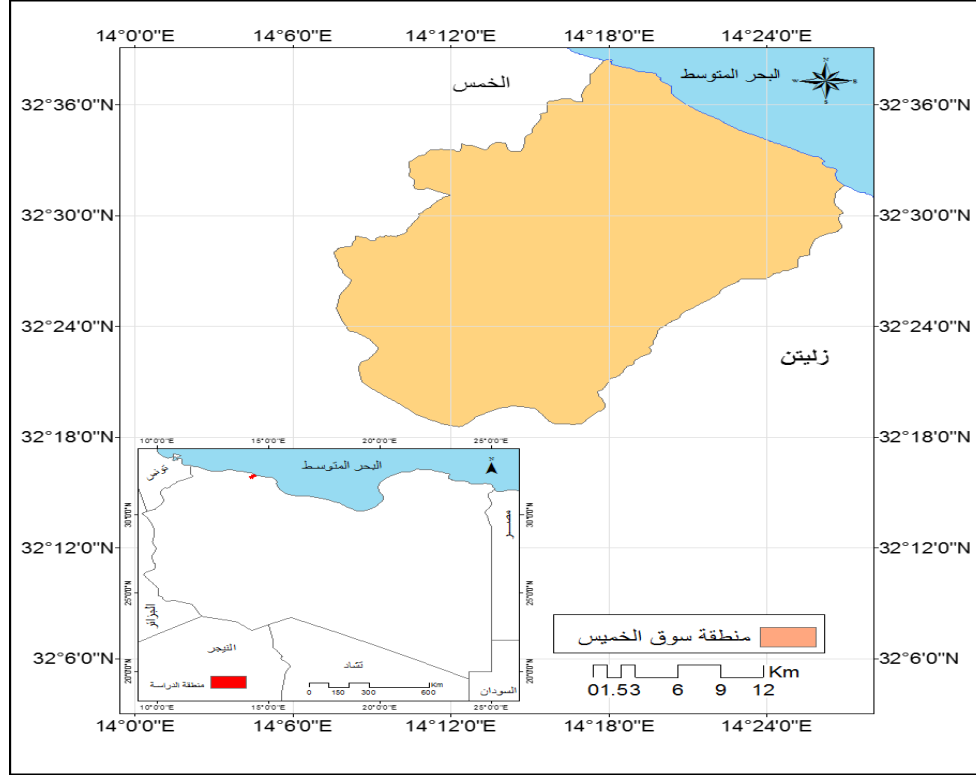 14°0'0"E 14°6'0"E 14°12'0"E 14°18'0"E 14°24'0"E
البحر المتوسط
N
W E
S
الخمس
32°36'0"N 32°36'0"N
32°30'0"N 32°30'0"N
32°24'0"N 32°24'0"N
زليتن
32°18'0"N 32°18'0"N
32°12'0"N 32°12'0"N
32°6'0"N 32°6'0"N
10°0'0"E 15°0'0"E 20°0'0"E 25°0'0"E
البحر المتوسط
N
تونس
مصر
30°0'0"N 30°0'0"N
25°0'0"N 25°0'0"N
الجزائر
النيجر
تشاد
20°0'0"N 20°0'0"N
منطقة الدراسة
0 150 300 600 Km
السودان
10°0'0"E 15°0'0"E 20°0'0"E 25°0'0"E
منطقة سوق الخميس
Km
0 1.5 3 6 9 12
14°0'0"E 14°6'0"E 14°12'0"E 14°18'0"E 14°24'0"E